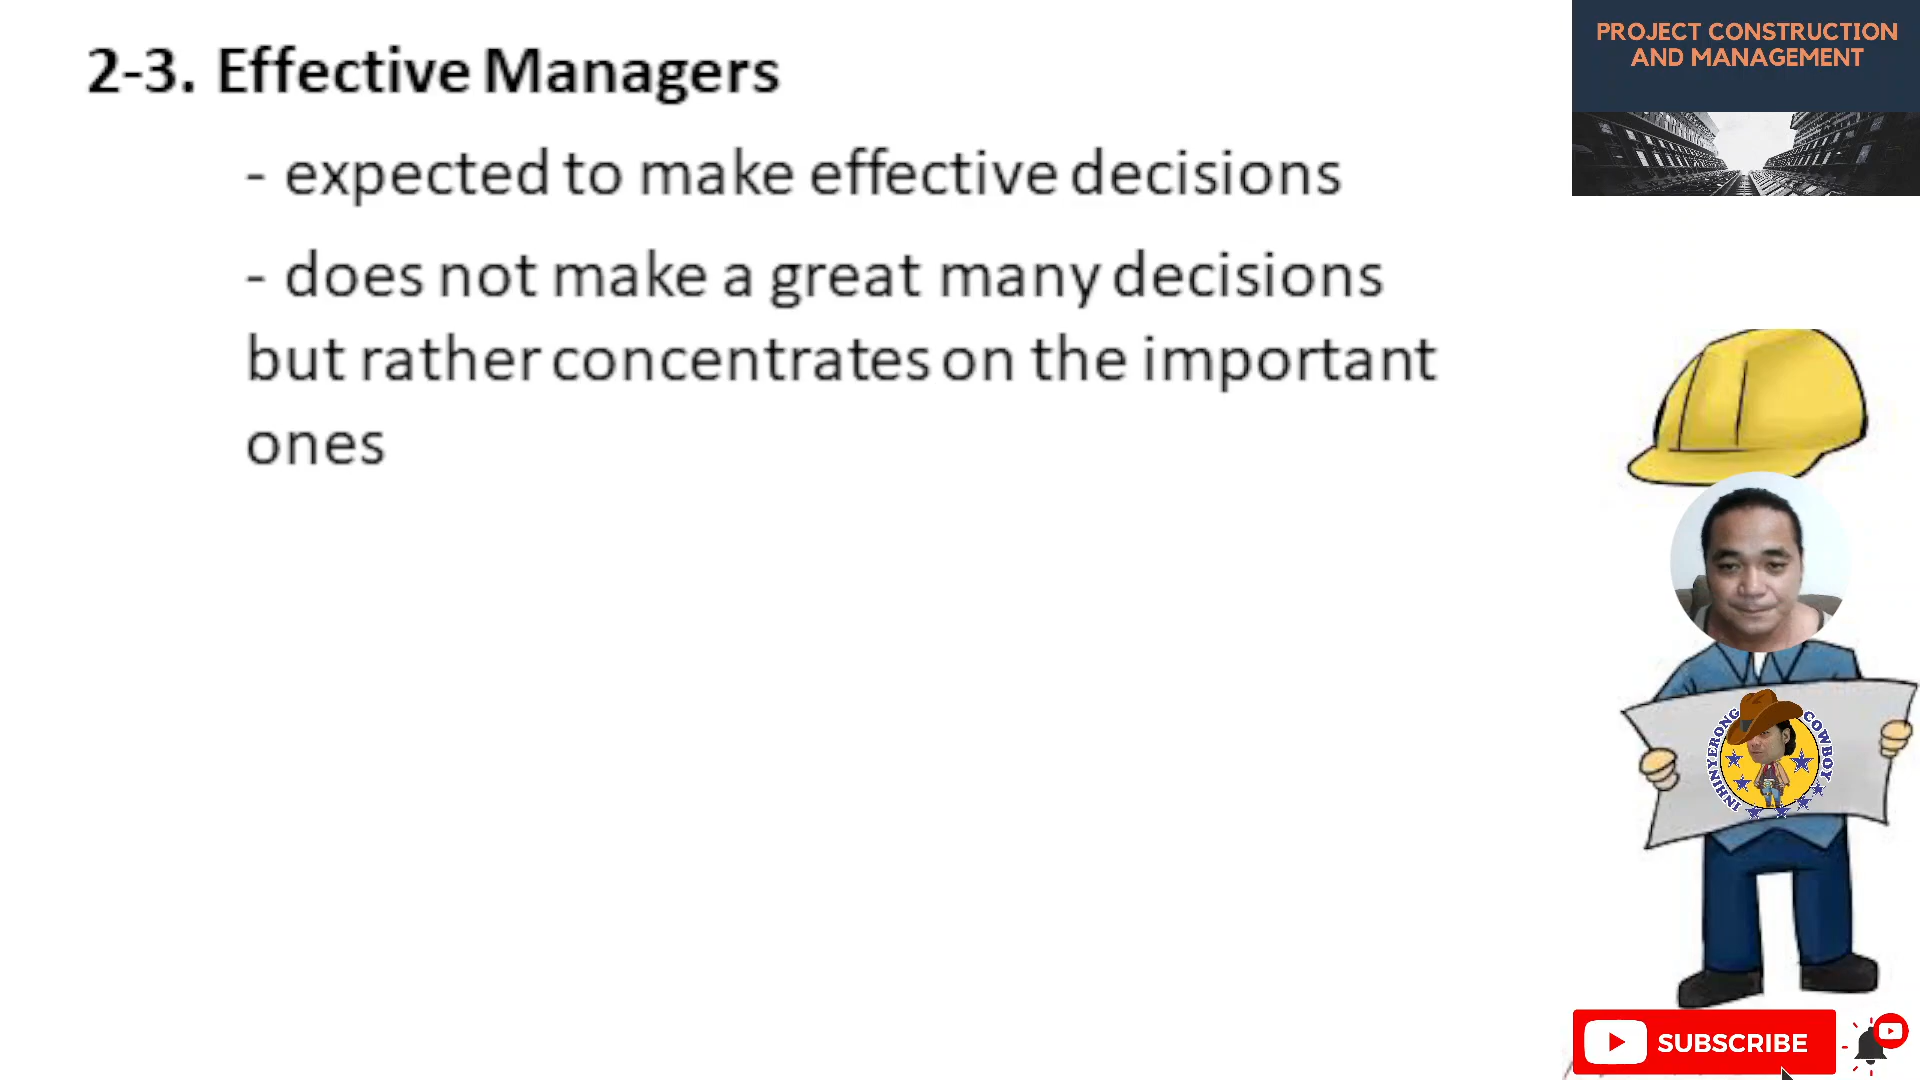 2-3. Effective Managers
- expected to make effective decisions
- does not make a great many decisions
but rather concentrates on the important
ones
PROJECT CONSTRUCTION
AND MANAGEMENT
INHINYERONG COWBOY
SUBSCRIBE